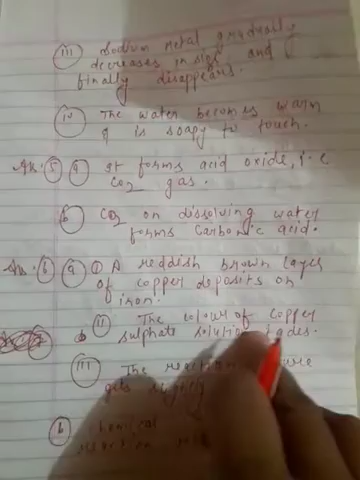 (iii) Sodium metal gradually
decreases in size and
finally disappears.
(iv) The water becomes warm
& is soapy to touch.
Ans. (5) (a) It forms acid oxide, i.e
CO2 gas.
(b) CO2 on dissolving water
forms Carbonic acid.
Ans. (6) (a) (i) A reddish brown layer
of copper deposits on
iron.
(ii) The colour of copper
sulphate solution fades.
(iii) The
gets
(b) chemical